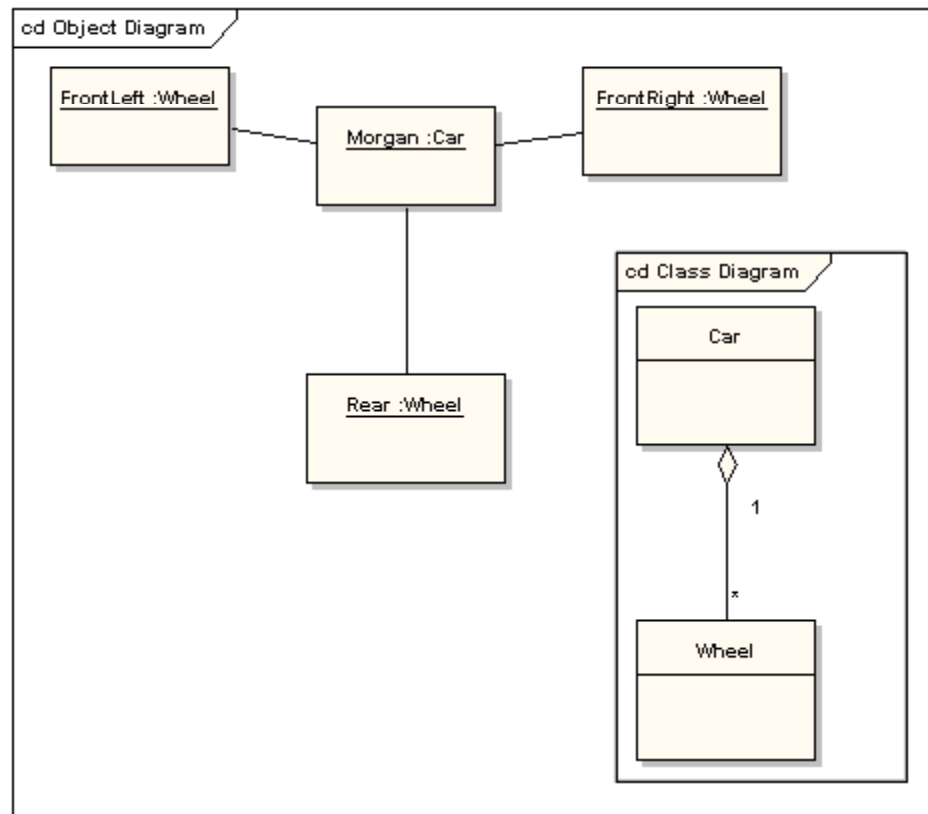 cd Object Diagram
FrontLeft :Wheel
Morgan :Car
FrontRight :Wheel
Rear :Wheel
cd Class Diagram
Car
1
*
Wheel